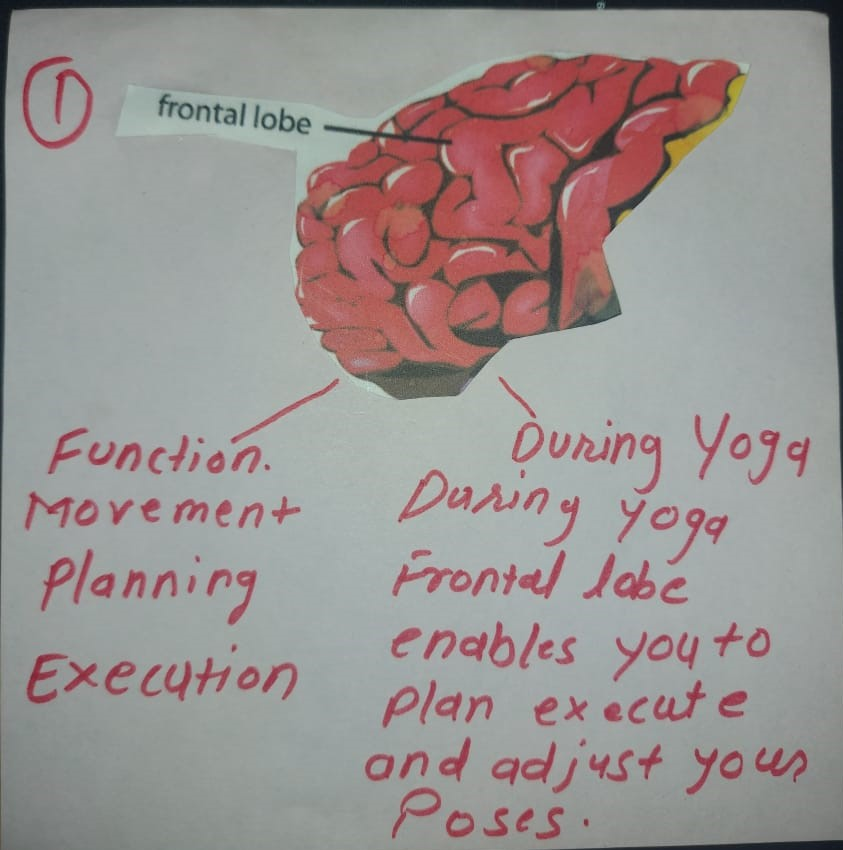 1
frontal lobe
Function.
Movement
Planning
Execution
During Yoga
During yoga
Frontal lobe
enables you to
plan execute
and adjust your
Poses.